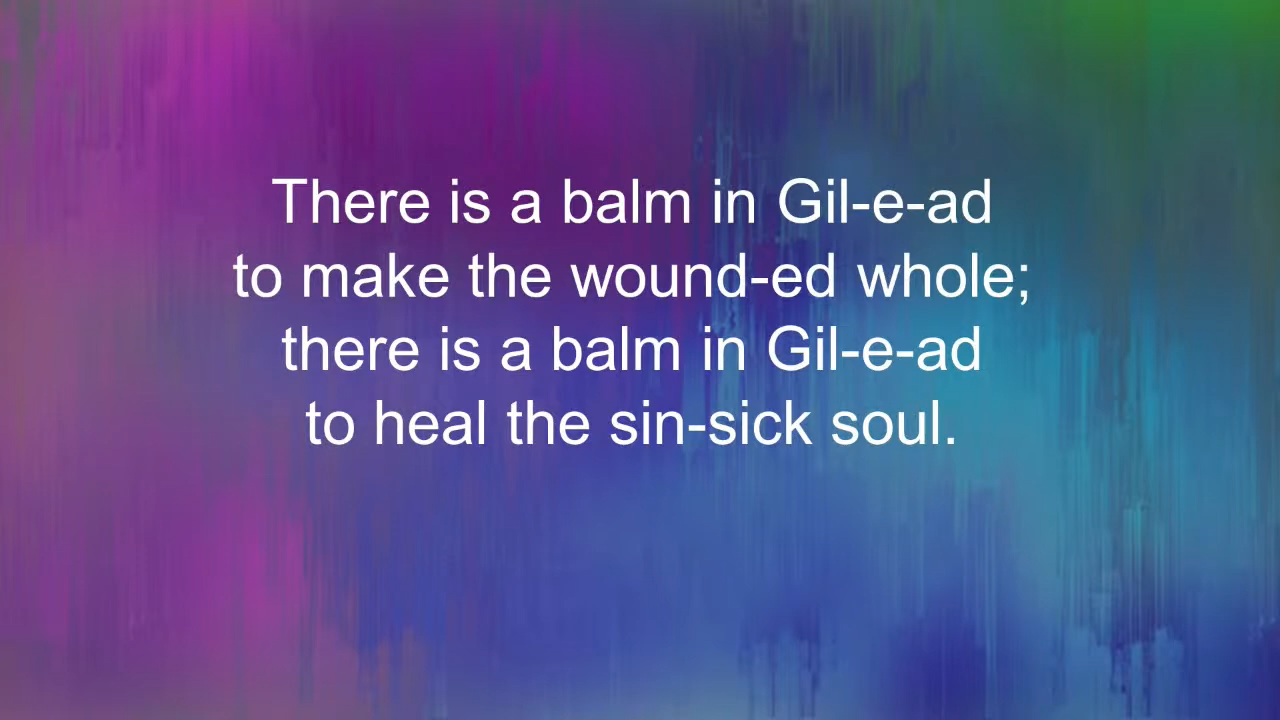 There is a balm in Gil-e-ad
to make the wound-ed whole;
there is a balm in Gil-e-ad
to heal the sin-sick soul.